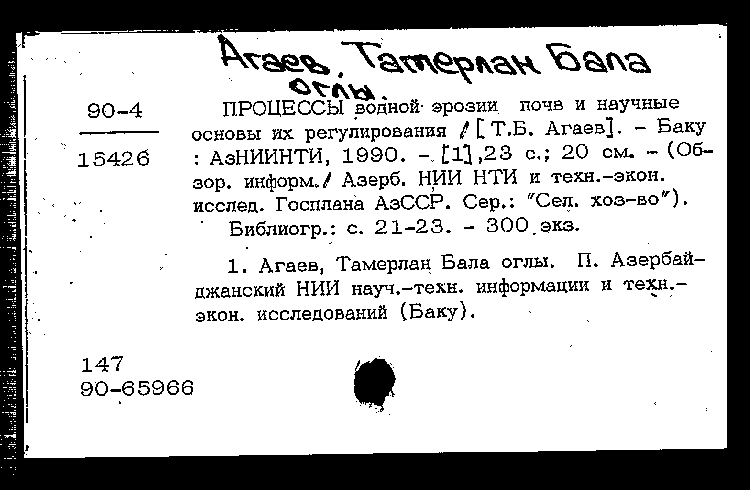 Агаев, Тамерлан Бала
оглы.
90-4
15426
ПРОЦЕССЫ водной эрозии почв и научные
основы их регулирования / [Т.Б. Агаев]. - Баку
: АзНИИНТИ, 1990. - [1],23 с.; 20 см. - (Об-
зор. информ./ Азерб. НИИ НТИ и техн.-экон.
исслед. Госплана АзССР. Сер.: "Сел. хоз-во").
Библиогр.: с. 21-23. - 300 экз.
1. Агаев, Тамерлан Бала оглы. П. Азербай-
джанский НИИ науч.-техн. информации и техн.-
экон. исследований (Баку).
147
90-65966